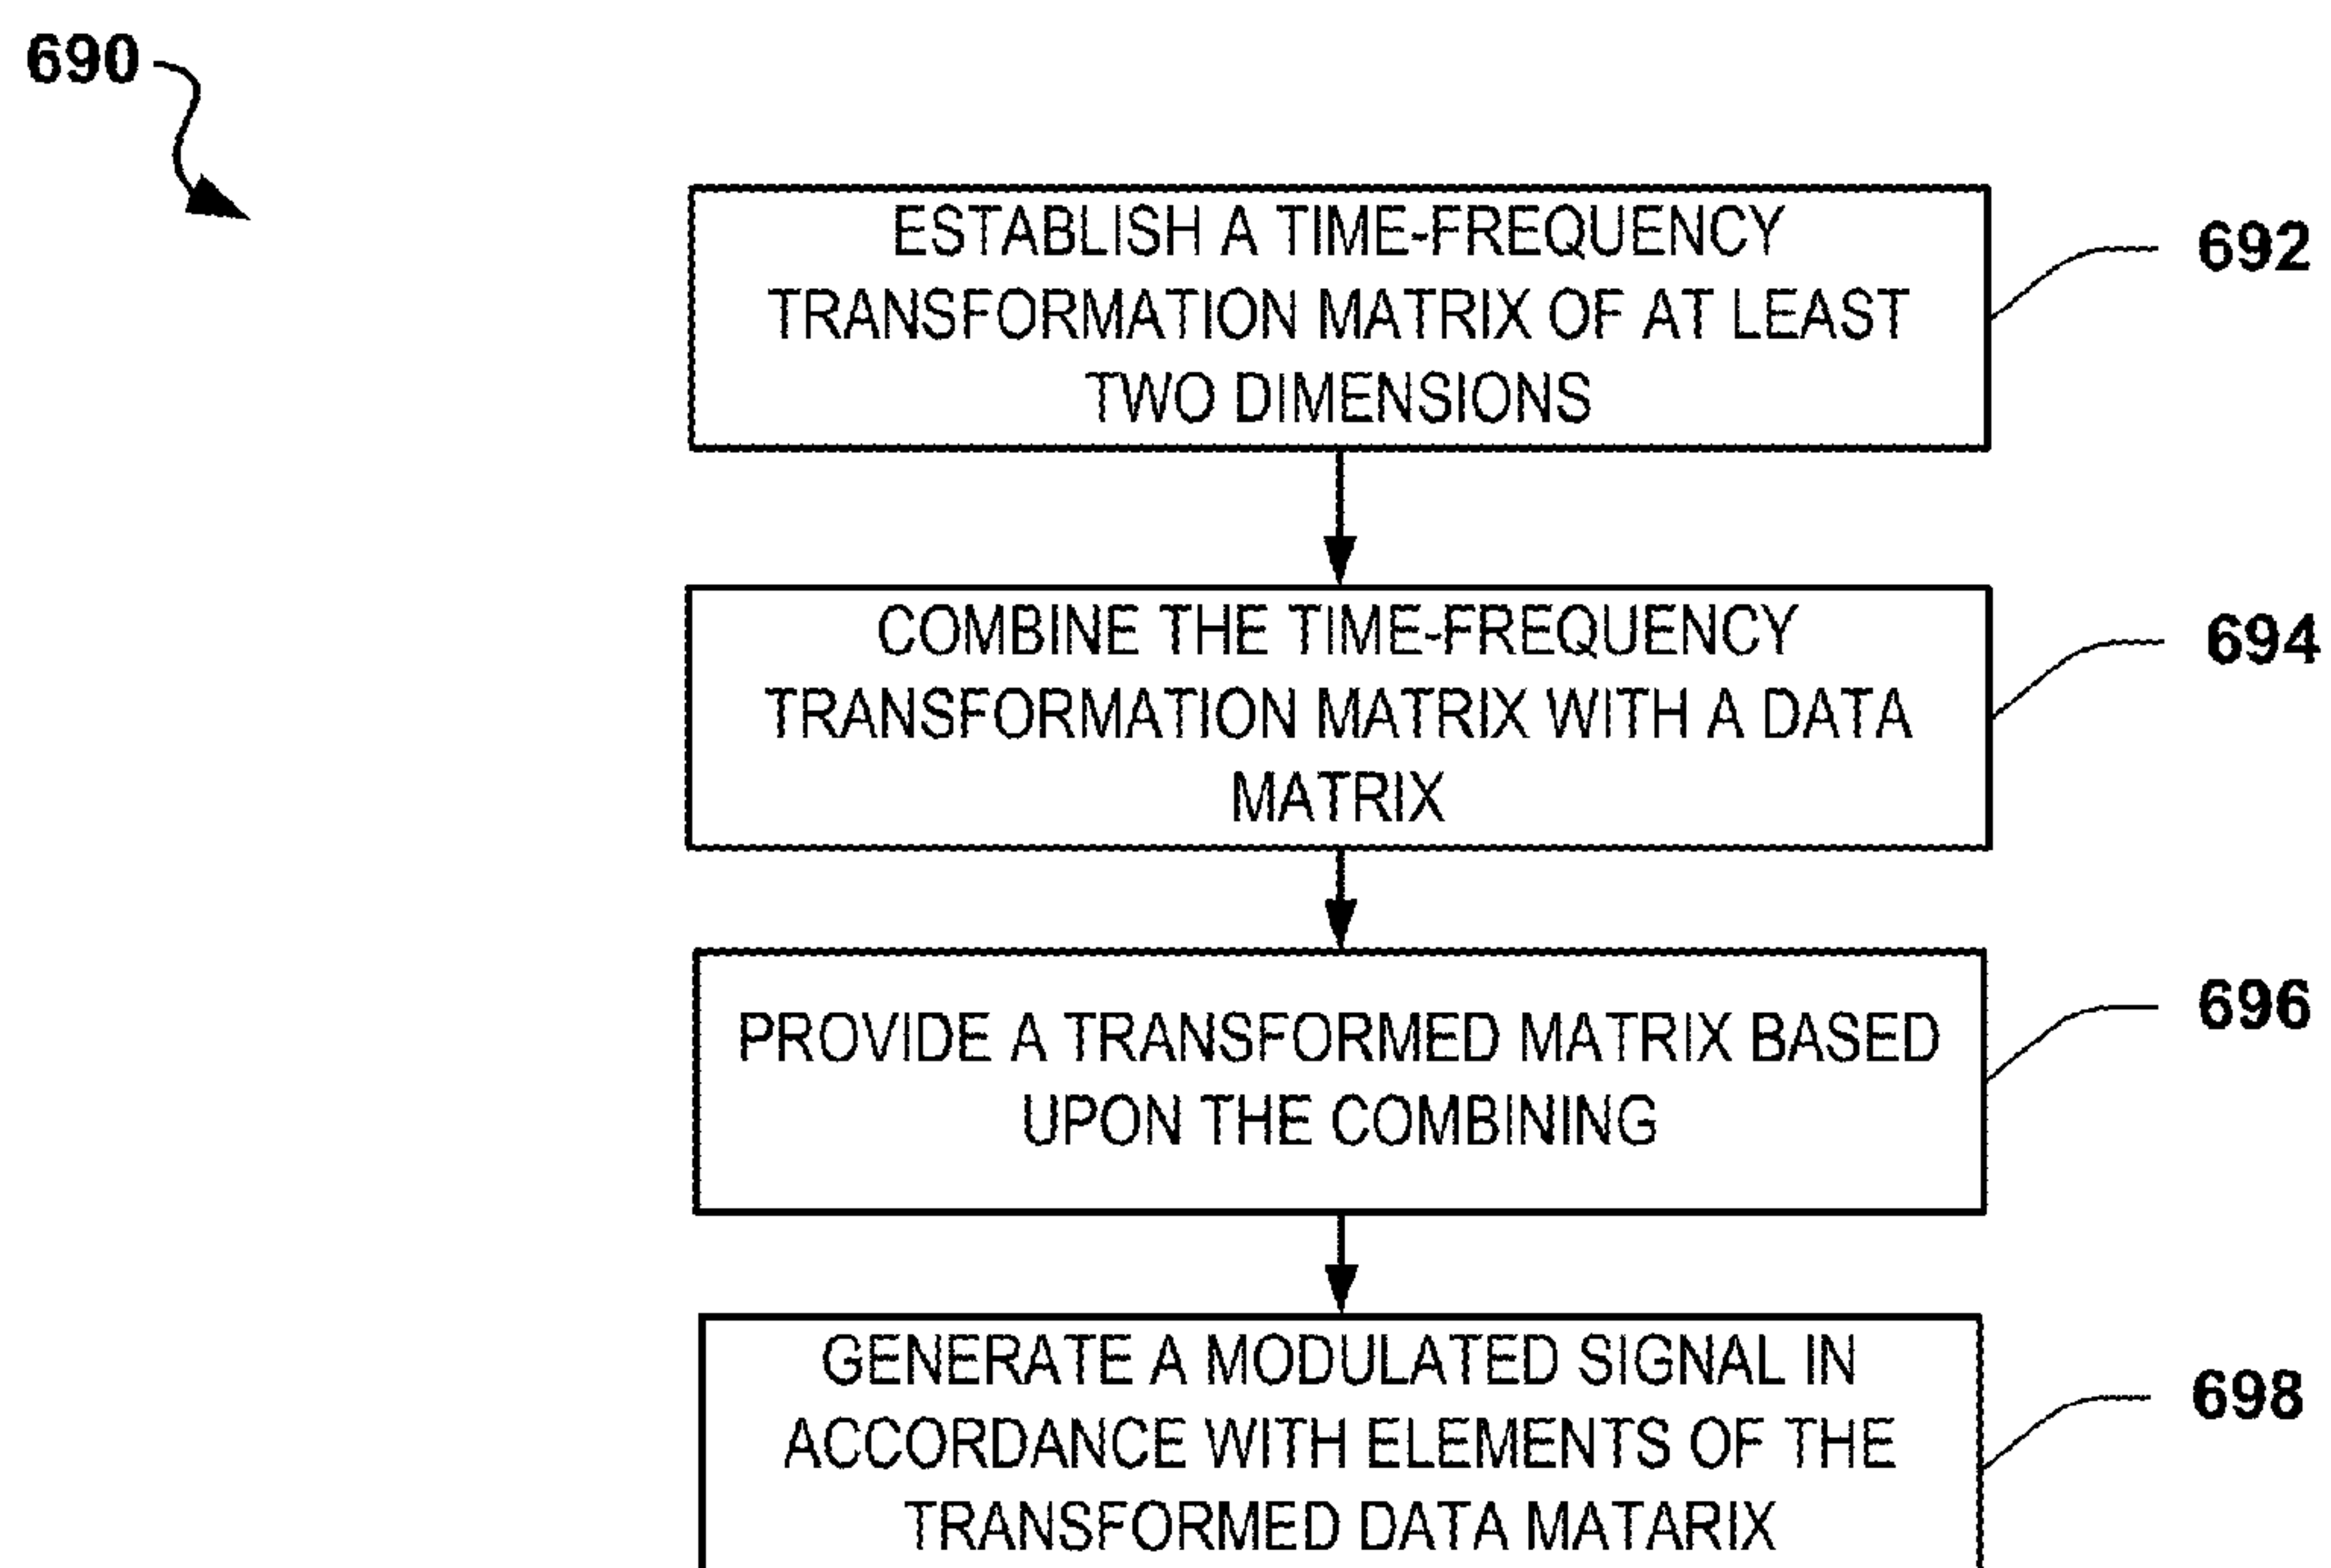 690
ESTABLISH A TIME-FREQUENCY
TRANSFORMATION MATRIX OF AT LEAST
TWO DIMENSIONS
692
COMBINE THE TIME-FREQUENCY
TRANSFORMATION MATRIX WITH A DATA
MATRIX
694
PROVIDE A TRANSFORMED MATRIX BASED
UPON THE COMBINING
696
GENERATE A MODULATED SIGNAL IN
ACCORDANCE WITH ELEMENTS OF THE
TRANSFORMED DATA MATARIX
698